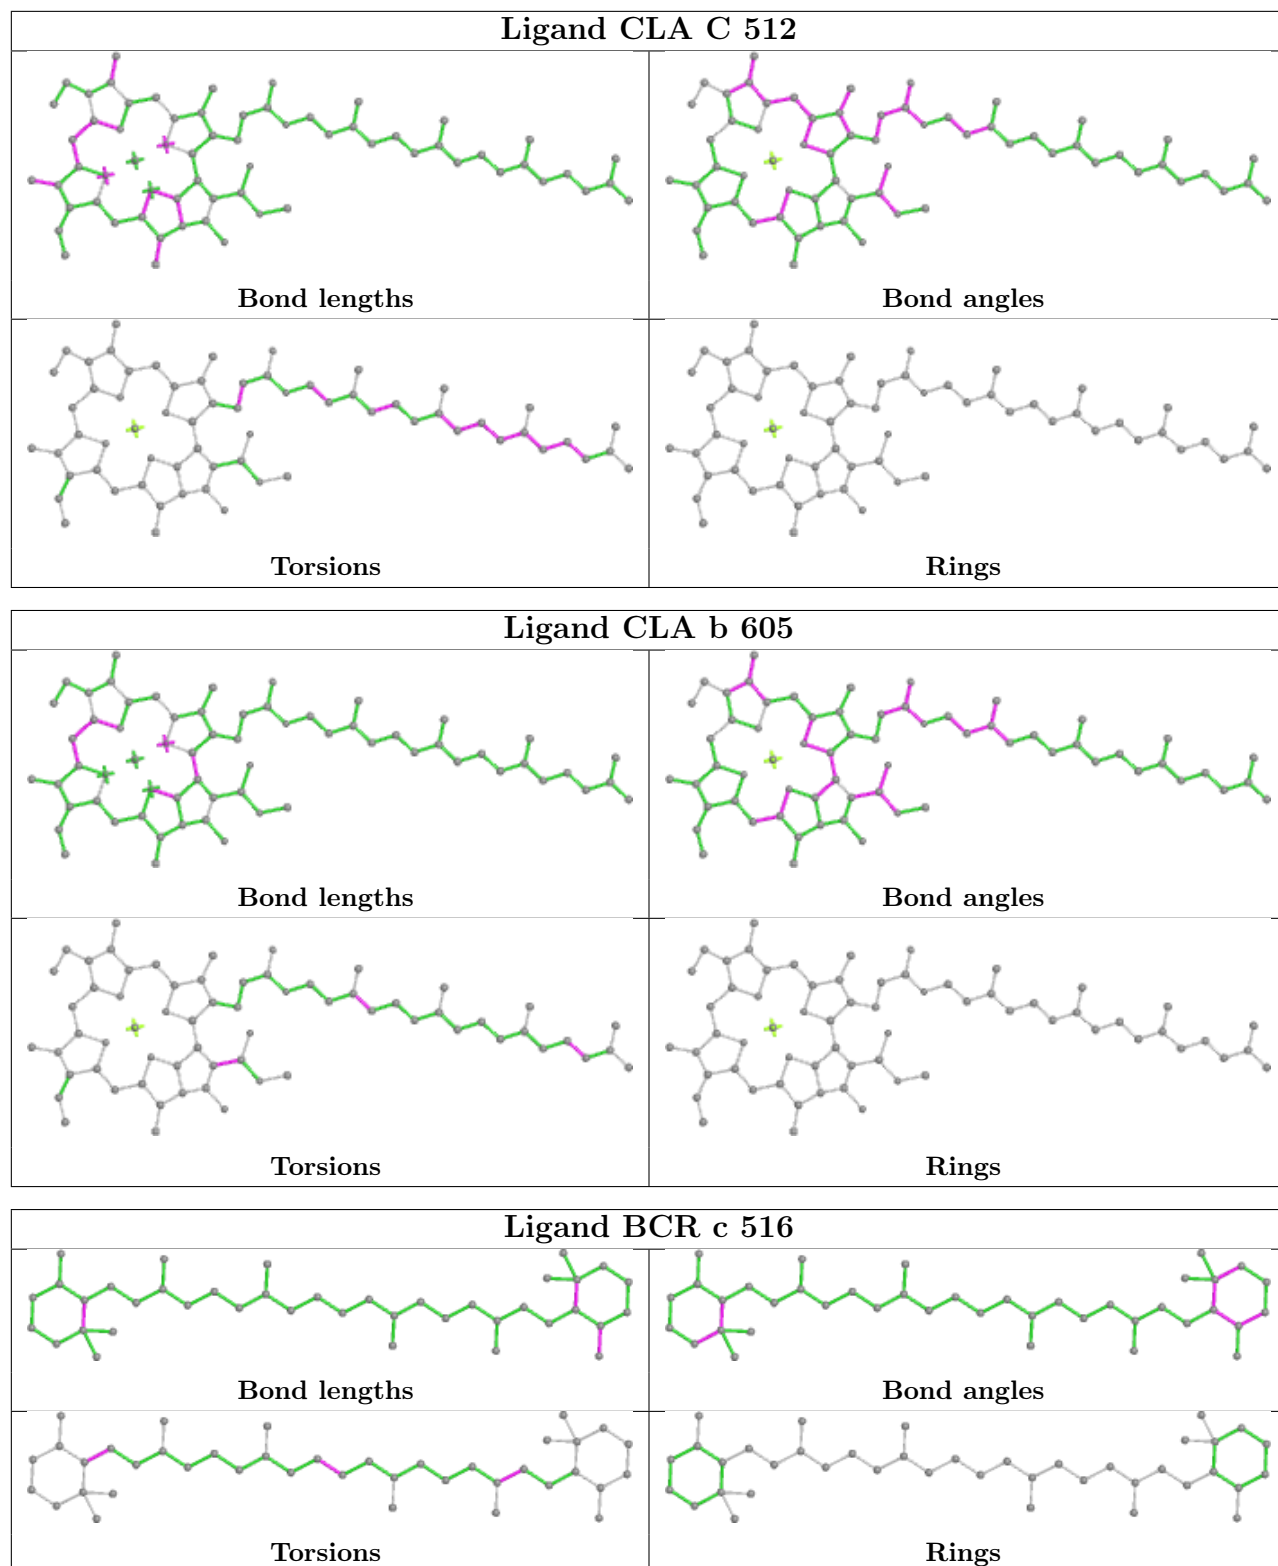 Ligand CLA C 512
Bond lengths
Bond angles
Torsions
Rings
Ligand CLA b 605
Bond lengths
Bond angles
Torsions
Rings
Ligand BCR c 516
Bond lengths
Bond angles
Torsions
Rings